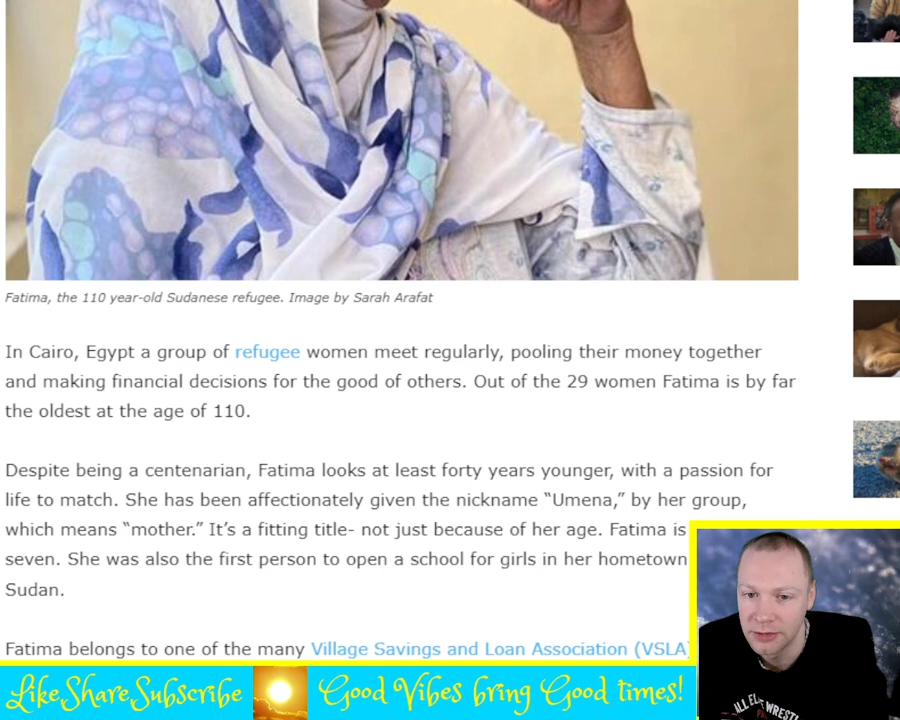 Fatima, the 110 year-old Sudanese refugee. Image by Sarah Arafat
In Cairo, Egypt a group of refugee women meet regularly, pooling their money together
and making financial decisions for the good of others. Out of the 29 women Fatima is by far
the oldest at the age of 110.
Despite being a centenarian, Fatima looks at least forty years younger, with a passion for
life to match. She has been affectionately given the nickname “Umena,” by her group,
which means “mother.” It’s a fitting title- not just because of her age. Fatima is
seven. She was also the first person to open a school for girls in her hometown
Sudan.
Fatima belongs to one of the many Village Savings and Loan Association (VSLA)
Like,Share,Subscribe Good Vibes bring Good times!
ALL